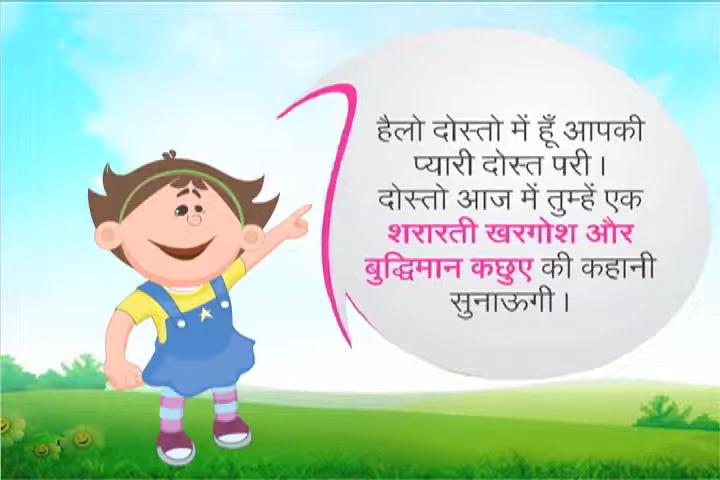 हैलो दोस्तो में हूँ आपकी
प्यारी दोस्त परी।
दोस्तो आज में तुम्हें एक
शरारती खरगोश और
बुद्धिमान कछुए की कहानी
सुनाऊगी।